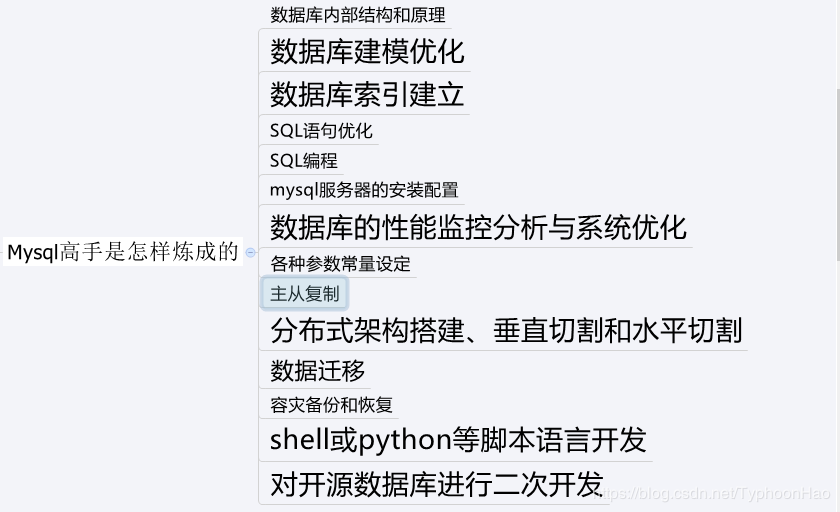 数据库内部结构和原理
数据库建模优化
数据库索引建立
SQL语句优化
SQL编程
mysql服务器的安装配置
数据库的性能监控分析与系统优化
Mysql高手是怎样炼成的
各种参数常量设定
主从复制
分布式架构搭建、垂直切割和水平切割
数据迁移
容灾备份和恢复
shell或python等脚本语言开发
对开源数据库进行二次开发
https://blog.csdn.net/TyphoonHao